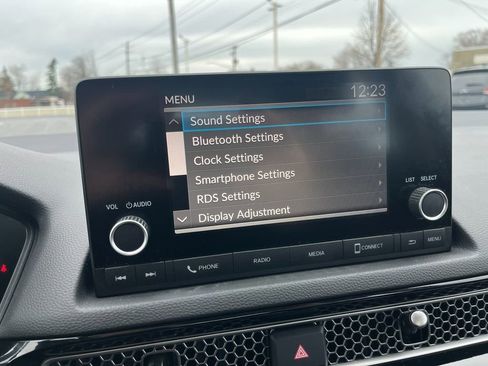 MENU 12:23
Sound Settings
Bluetooth Settings
Clock Settings
Smartphone Settings
RDS Settings
Display Adjustment
VOL AUDIO
LIST SELECT
PHONE RADIO MEDIA CONNECT MENU